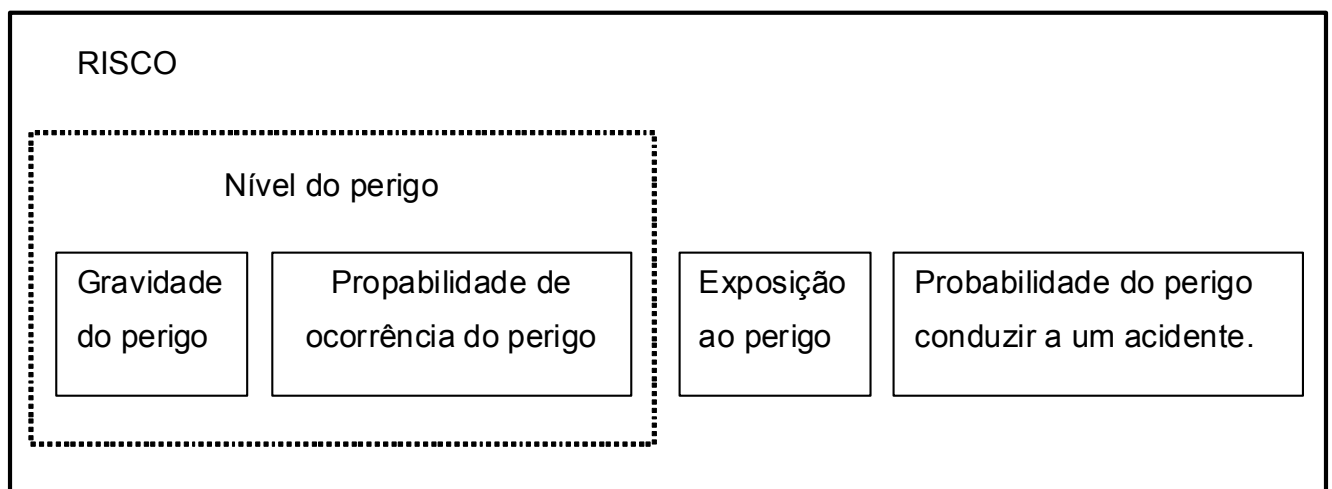 RISCO
Nível do perigo
Gravidade
do perigo
Propabilidade de
ocorrência do perigo
Exposição
ao perigo
Probabilidade do perigo
conduzir a um acidente.